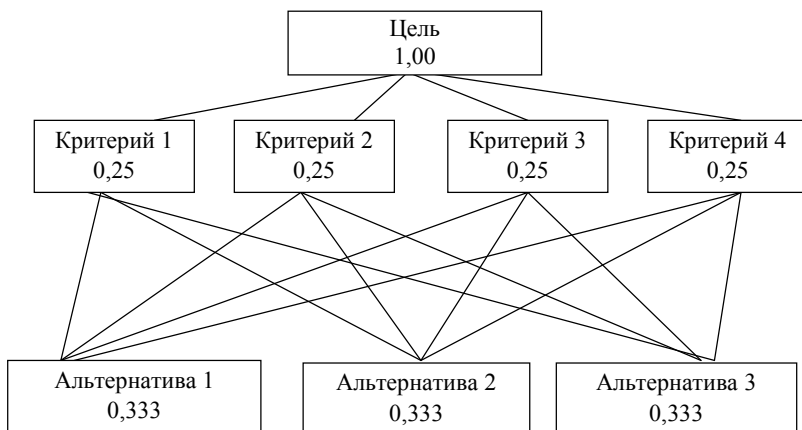 Цель
1,00
Критерий 1
0,25
Критерий 2
0,25
Критерий 3
0,25
Критерий 4
0,25
Альтернатива 1
0,333
Альтернатива 2
0,333
Альтернатива 3
0,333